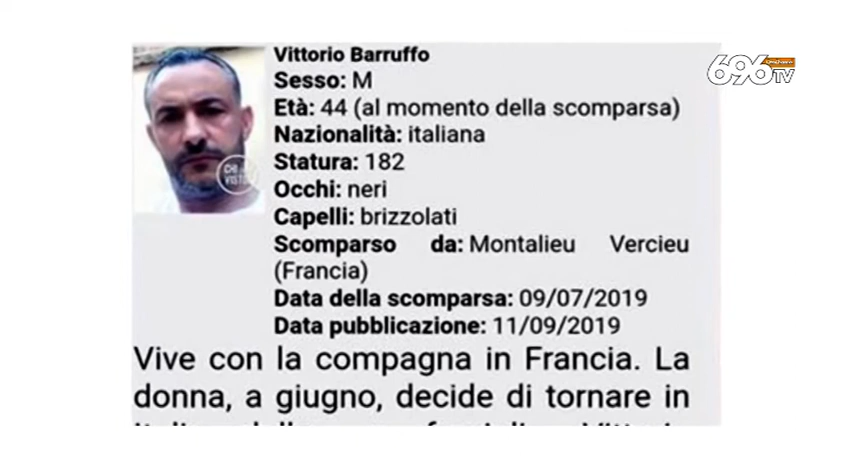 Vittorio Barruffo
Sesso: M
Età: 44 (al momento della scomparsa)
Nazionalità: italiana
Statura: 182
Occhi: neri
Capelli: brizzolati
Scomparso da: Montalieu Vercieu
(Francia)
Data della scomparsa: 09/07/2019
Data pubblicazione: 11/09/2019
Vive con la compagna in Francia. La
donna, a giugno, decide di tornare in
CHI
VISTO
696
TV